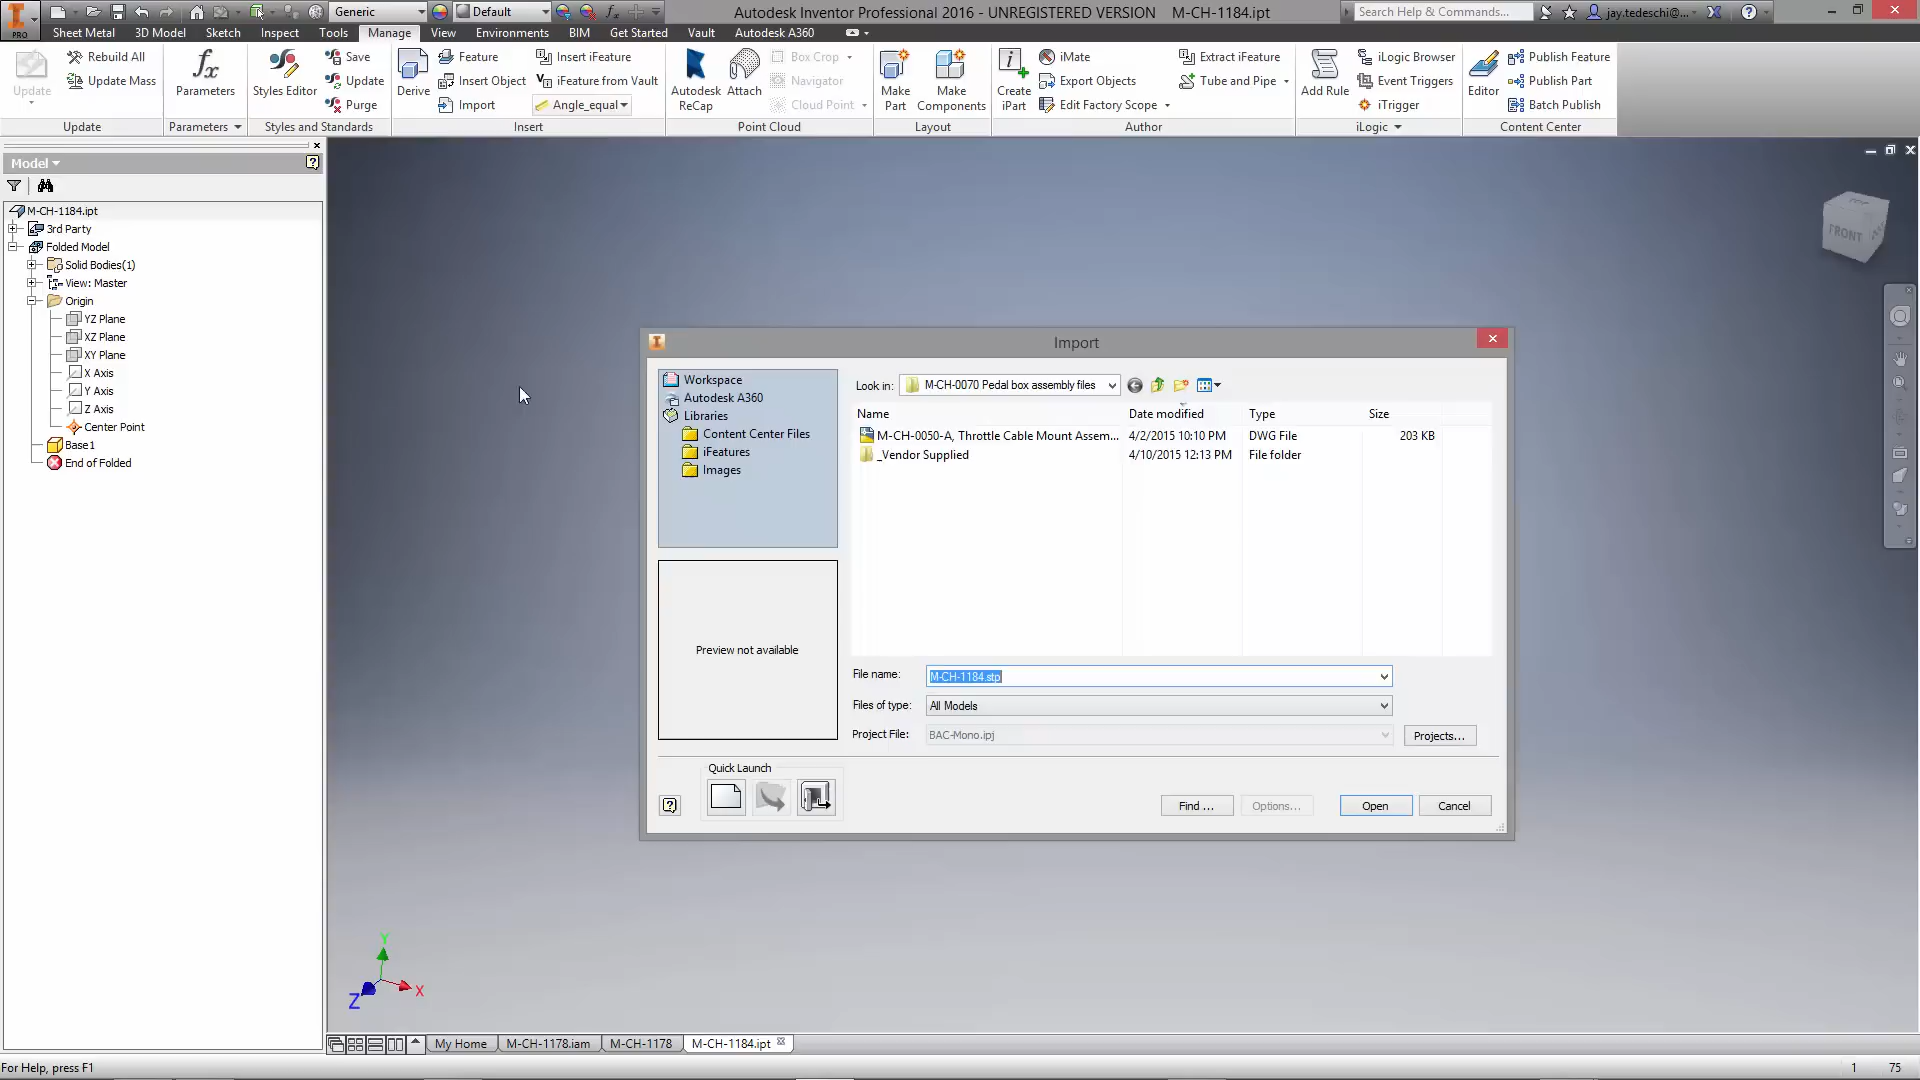 Generic
Default
Autodesk Inventor Professional 2016 - UNREGISTERED VERSION M-CH-1184.ipt
Search Help & Commands...
jay.tedeschi@...
PRO
Sheet Metal
3D Model
Sketch
Inspect
Tools
Manage
View
Environments
BIM
Get Started
Vault
Autodesk A360
Update
Rebuild All
Update Mass
Update
Parameters
Parameters
Styles Editor
Save
Update
Purge
Styles and Standards
Derive
Feature
Insert Object
Import
Insert iFeature
iFeature from Vault
Angle_equal
Insert
Autodesk ReCap
Attach
Box Crop
Navigator
Cloud Point
Point Cloud
Make Part
Make Components
Layout
Create iPart
iMate
Export Objects
Edit Factory Scope
Extract iFeature
Tube and Pipe
Author
Add Rule
iLogic Browser
Event Triggers
iTrigger
iLogic
Editor
Publish Feature
Publish Part
Batch Publish
Content Center
Model
M-CH-1184.ipt
3rd Party
Folded Model
Solid Bodies(1)
View: Master
Origin
YZ Plane
XZ Plane
XY Plane
X Axis
Y Axis
Z Axis
Center Point
Base1
End of Folded
FRONT
Import
Workspace
Autodesk A360
Libraries
Content Center Files
iFeatures
Images
Look in: M-CH-0070 Pedal box assembly files
Name Date modified Type Size
M-CH-0050-A, Throttle Cable Mount Assem... 4/2/2015 10:10 PM DWG File 203 KB
_Vendor Supplied 4/10/2015 12:13 PM File folder
Preview not available
File name: M-CH-1184.stp
Files of type: All Models
Project File: BAC-Mono.ipj Projects...
Quick Launch
Find ... Options... Open Cancel
Y
X
Z
My Home M-CH-1178.iam M-CH-1178 M-CH-1184.ipt
For Help, press F1 1 75